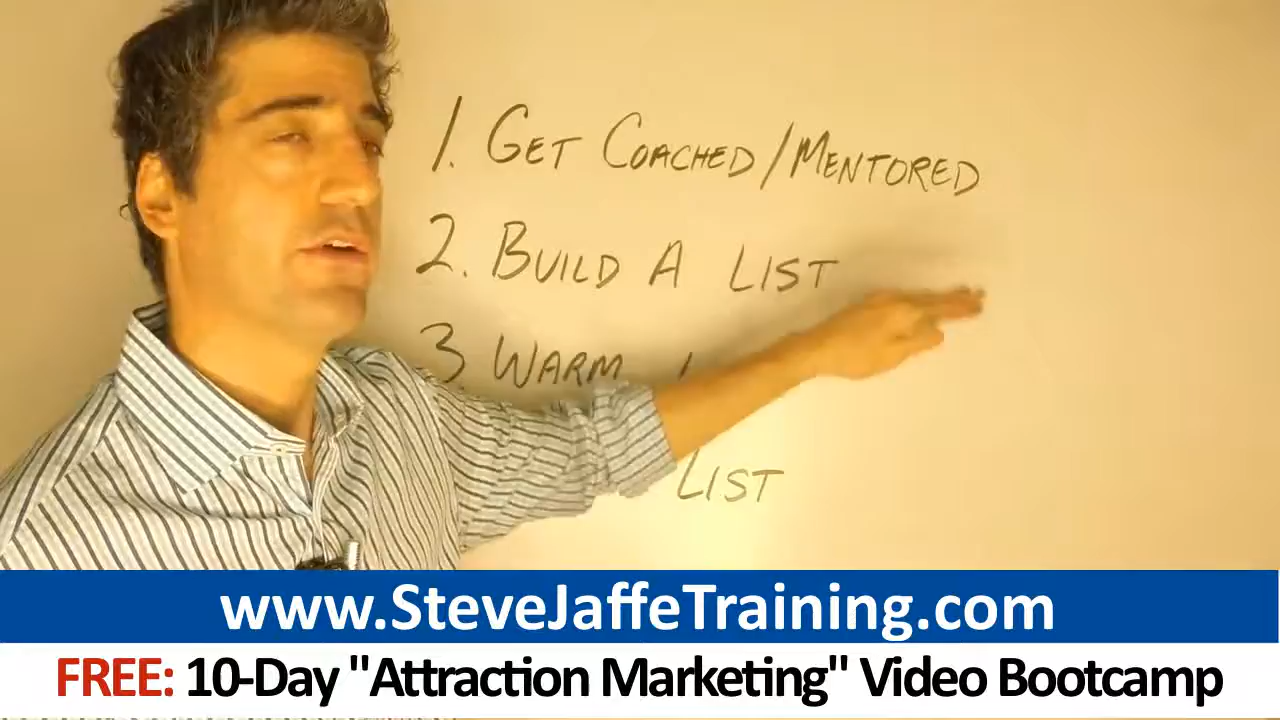 1. GET COACHED/MENTORED
2. BUILD A LIST
3. WARM
LIST
www.SteveJaffeTraining.com
FREE: 10-Day "Attraction Marketing" Video Bootcamp